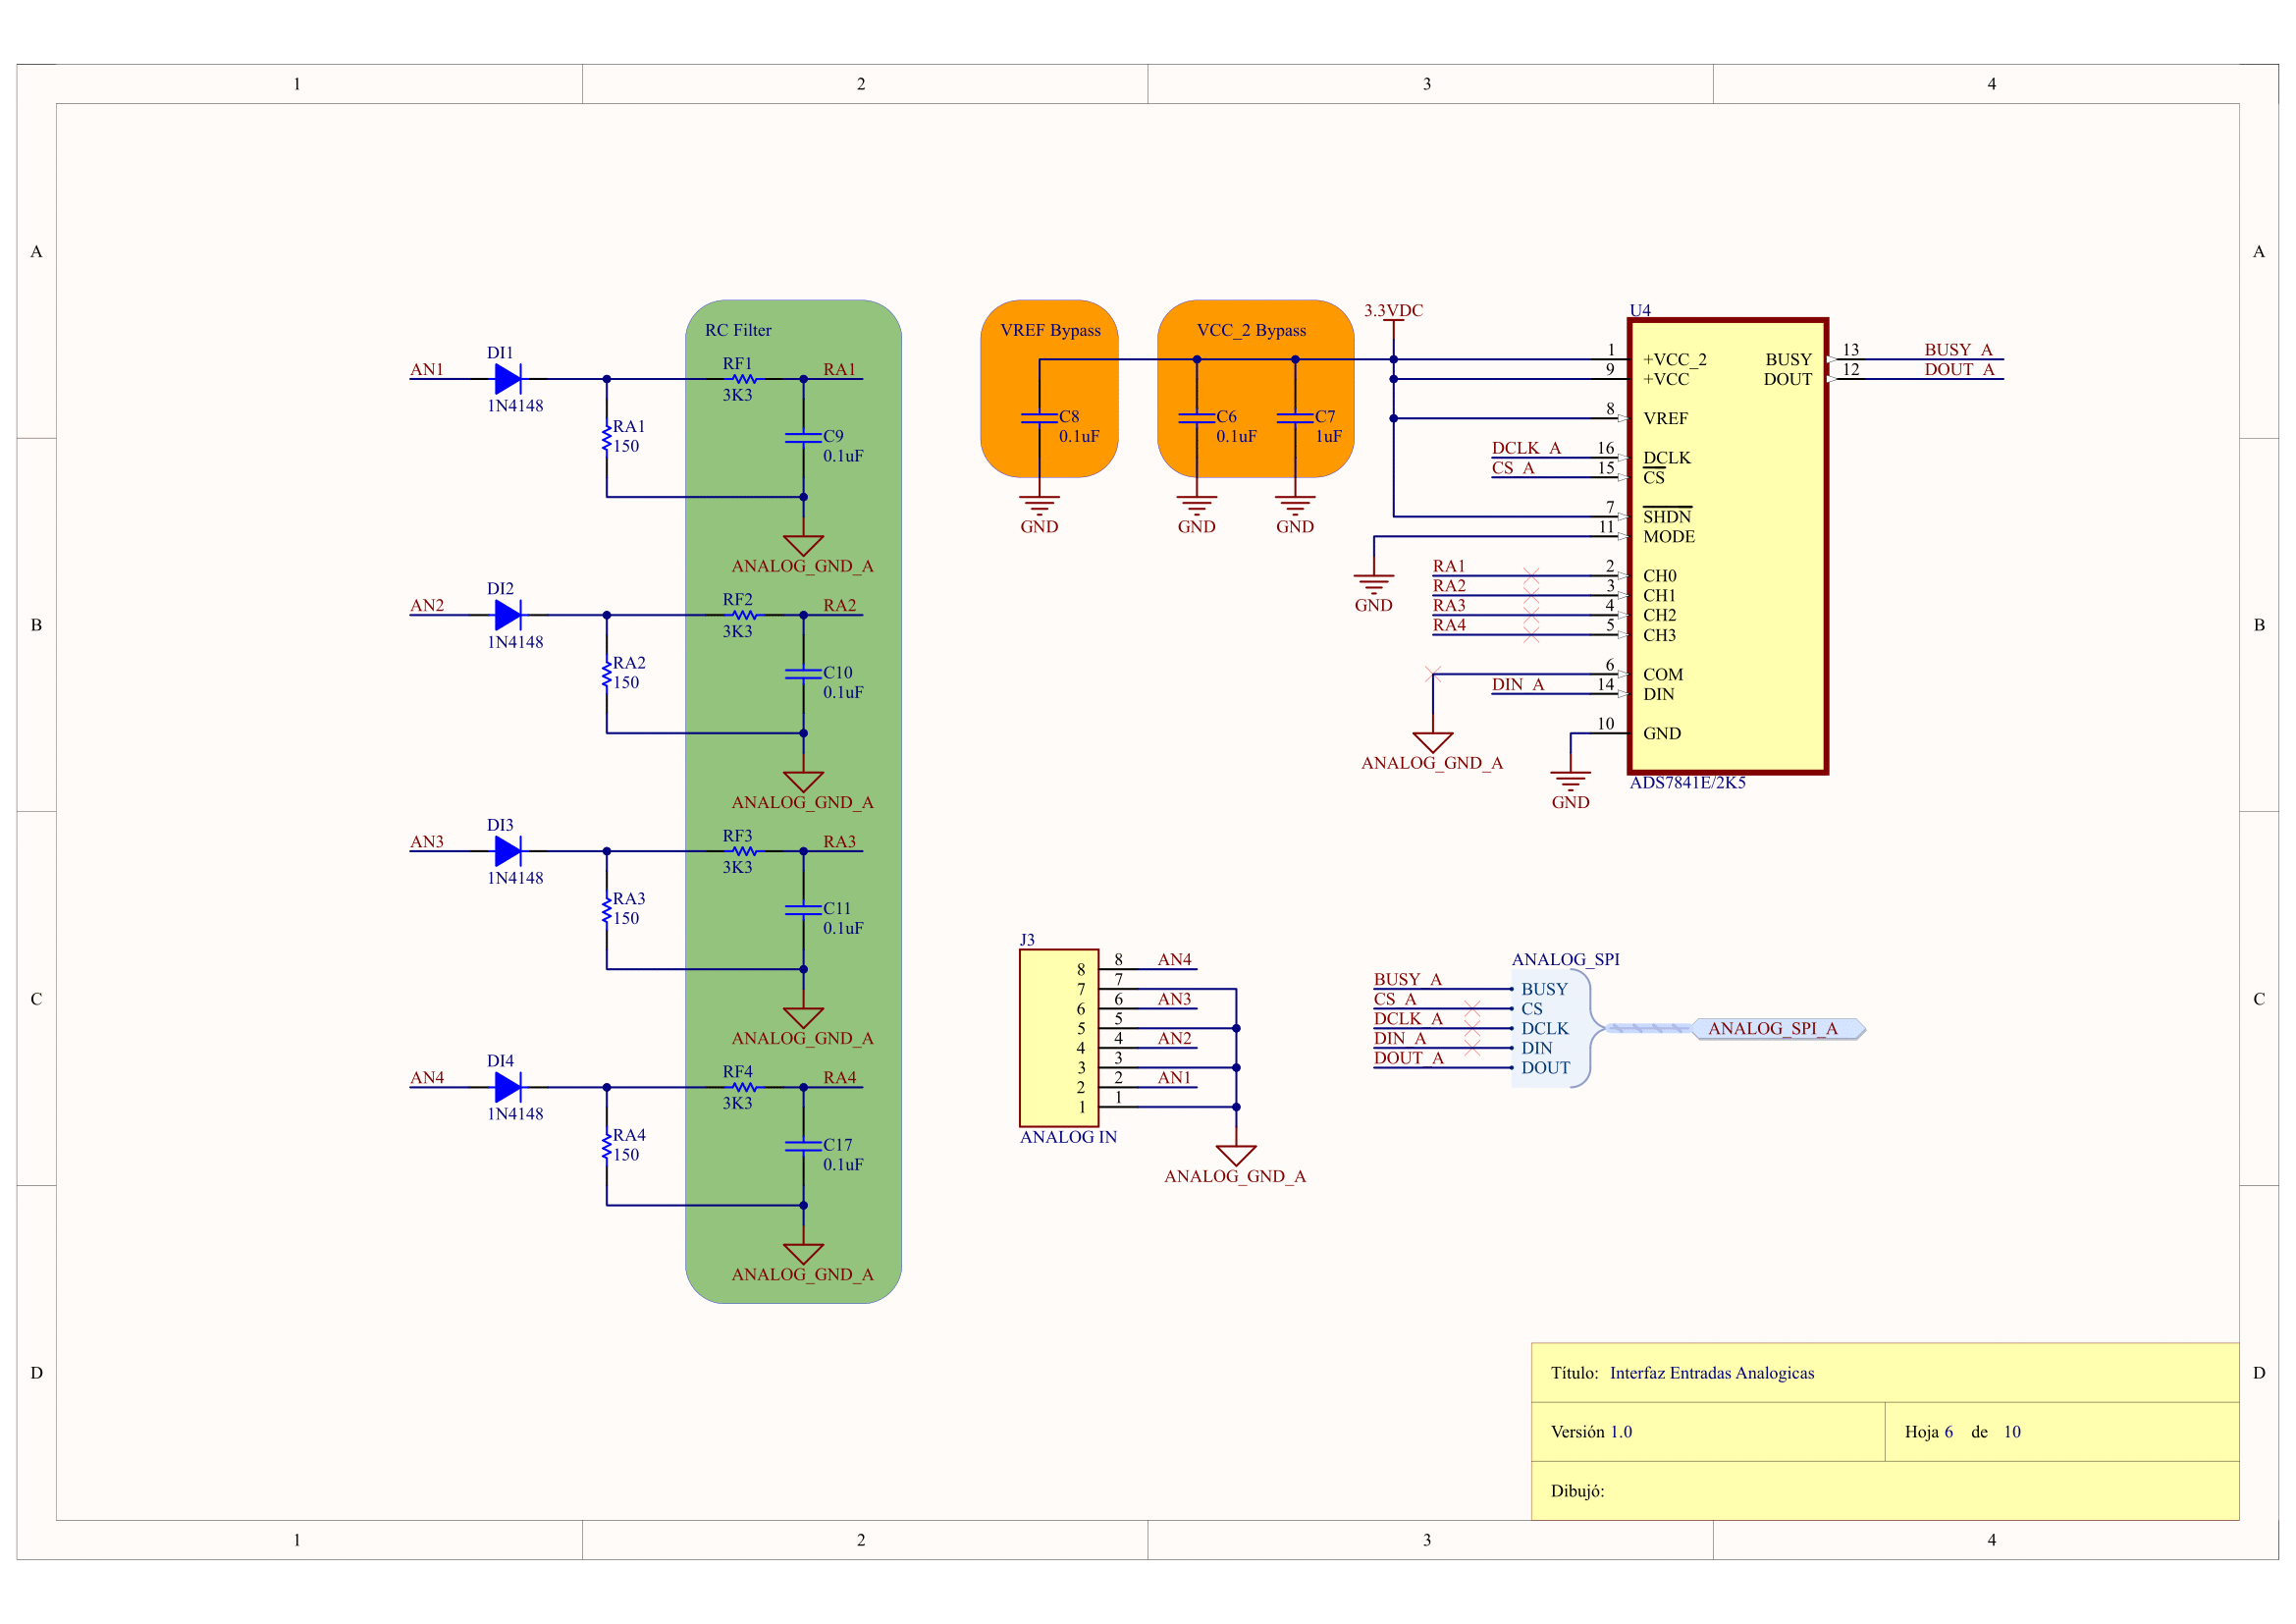 1 2 3 4
A A
B B
C C
D D
RC Filter
AN1
DI1
1N4148
RA1
150
RF1
3K3
RA1
C9
0.1uF
ANALOG_GND_A
AN2
DI2
1N4148
RA2
150
RF2
3K3
RA2
C10
0.1uF
ANALOG_GND_A
AN3
DI3
1N4148
RA3
150
RF3
3K3
RA3
C11
0.1uF
ANALOG_GND_A
AN4
DI4
1N4148
RA4
150
RF4
3K3
RA4
C17
0.1uF
ANALOG_GND_A
VREF Bypass
C8
0.1uF
GND
VCC_2 Bypass
C6
0.1uF
GND
C7
1uF
GND
3.3VDC
U4
1 +VCC_2
9 +VCC
8 VREF
DCLK_A 16 DCLK
CS_A 15 CS
7 SHDN
11 MODE
GND
RA1 2 CH0
RA2 3 CH1
RA3 4 CH2
RA4 5 CH3
6 COM
DIN_A 14 DIN
ANALOG_GND_A
10 GND
GND
BUSY 13 BUSY_A
DOUT 12 DOUT_A
ADS7841E/2K5
J3
8 8 AN4
7 7
6 6 AN3
5 5
4 4 AN2
3 3
2 2 AN1
1 1
ANALOG IN
ANALOG_GND_A
ANALOG_SPI
BUSY_A BUSY
CS_A CS
DCLK_A DCLK
DIN_A DIN
DOUT_A DOUT
ANALOG_SPI_A
Título: Interfaz Entradas Analogicas
Versión 1.0
Hoja 6 de 10
Dibujó:
1 2 3 4